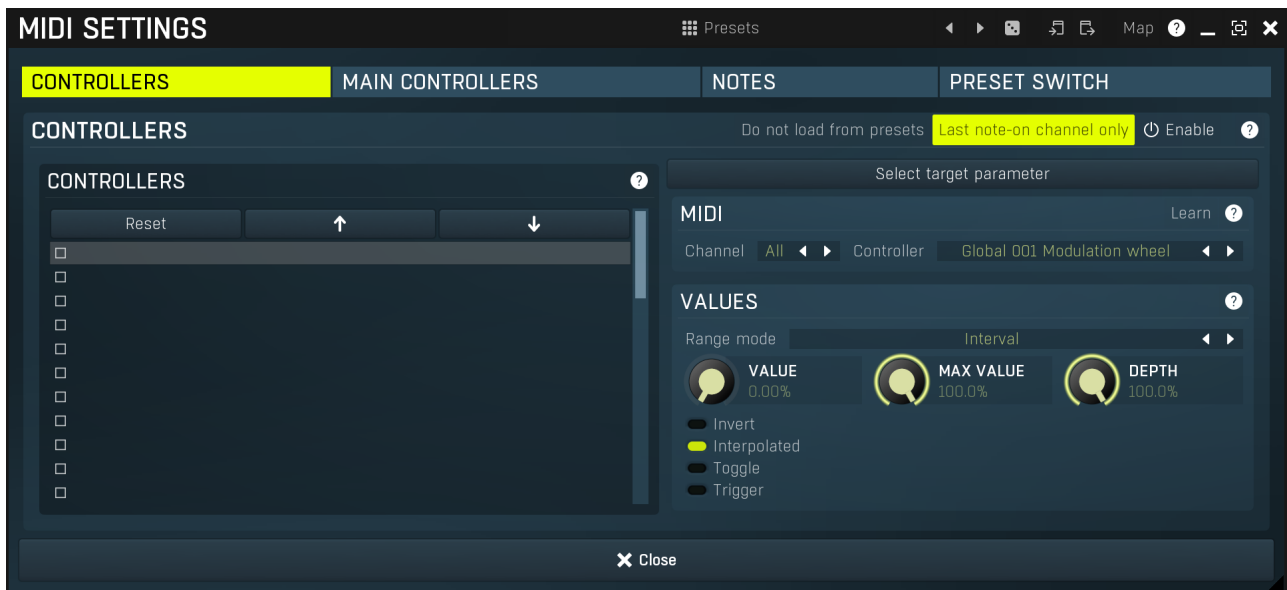 MIDI SETTINGS Presets Map ?
CONTROLLERS MAIN CONTROLLERS NOTES PRESET SWITCH
CONTROLLERS Do not load from presets Last note-on channel only Enable ?
CONTROLLERS ? Select target parameter
Reset
MIDI Learn ?
Channel All Controller Global 001 Modulation wheel
VALUES ?
Range mode Interval
VALUE MAX VALUE DEPTH
0.00% 100.0% 100.0%
Invert
Interpolated
Toggle
Trigger
Close